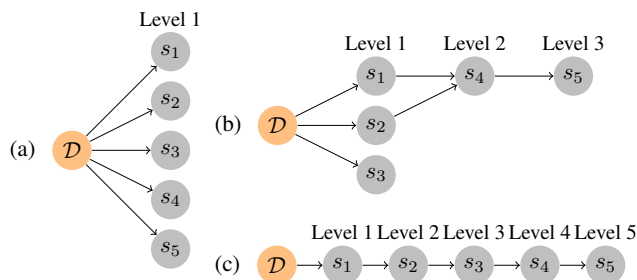 (a)
Level 1
𝒟
s₁
s₂
s₃
s₄
s₅
(b)
Level 1 Level 2 Level 3
𝒟
s₁ s₄ s₅
s₂
s₃
(c)
Level 1 Level 2 Level 3 Level 4 Level 5
𝒟 s₁ s₂ s₃ s₄ s₅